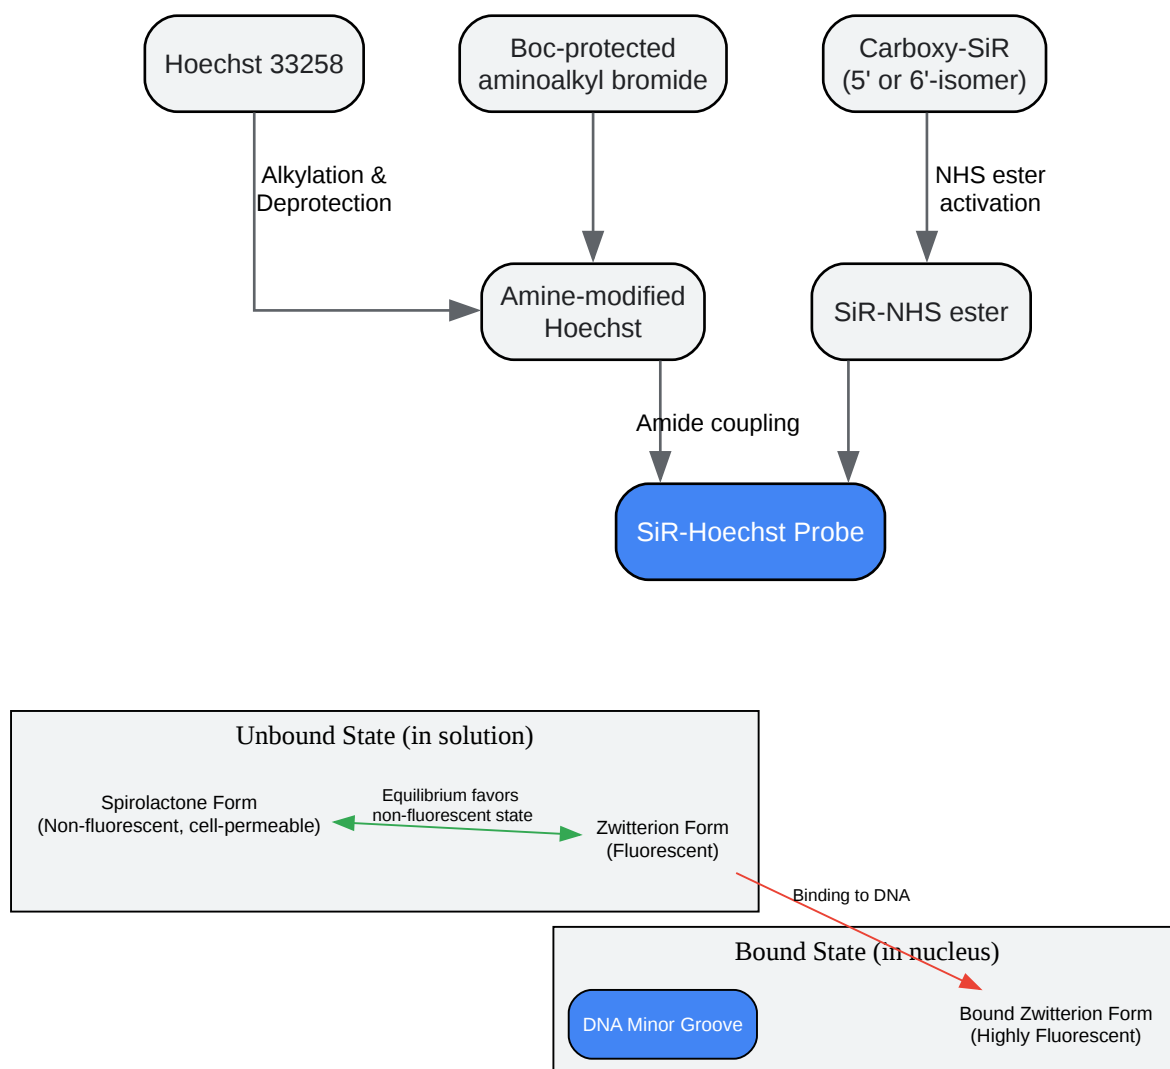 Hoechst 33258
Boc-protected
aminoalkyl bromide
Carboxy-SiR
(5' or 6'-isomer)
Alkylation &
Deprotection
NHS ester
activation
Amine-modified
Hoechst
SiR-NHS ester
Amide coupling
SiR-Hoechst Probe
Unbound State (in solution)
Spirolactone Form
(Non-fluorescent, cell-permeable)
Equilibrium favors
non-fluorescent state
Zwitterion Form
(Fluorescent)
Binding to DNA
Bound State (in nucleus)
DNA Minor Groove
Bound Zwitterion Form
(Highly Fluorescent)